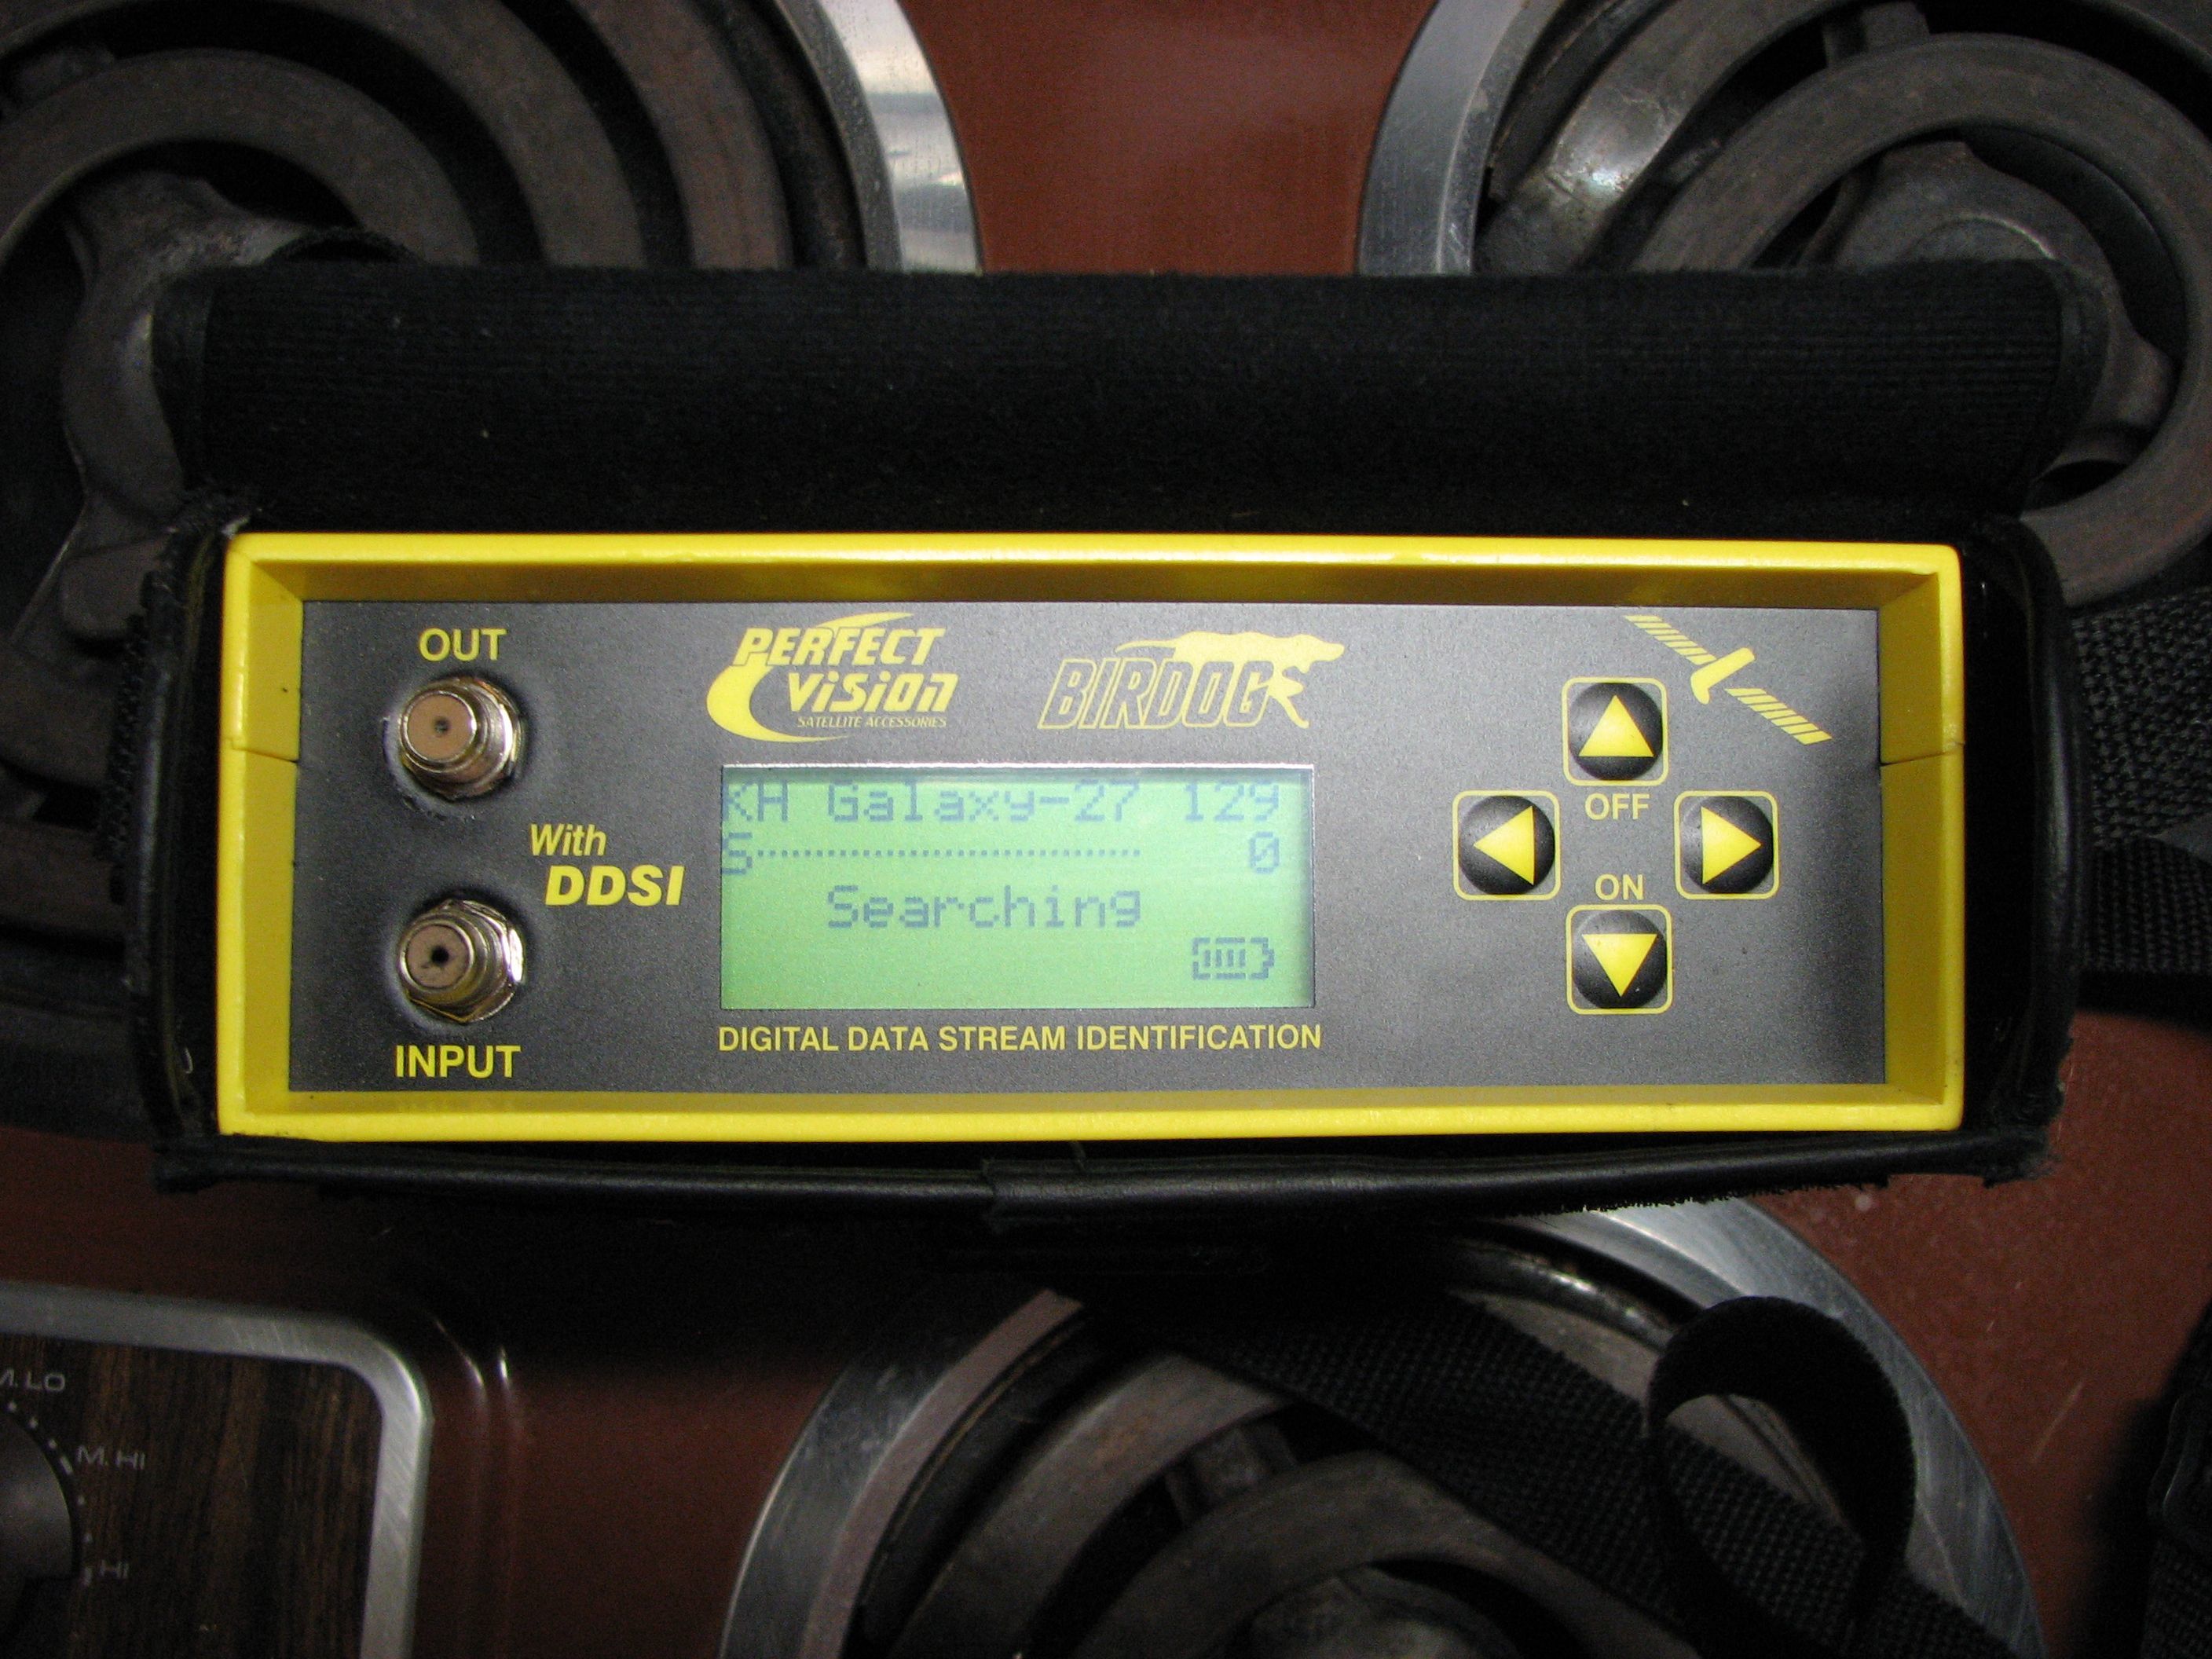 OUT
PERFECT
VISION
SATELLITE ACCESSORIES
BIRDOG
KH Galaxy-27 129
S 0
Searching
With
DDSI
OFF
ON
INPUT
DIGITAL DATA STREAM IDENTIFICATION
M.LO
M.HI
HI